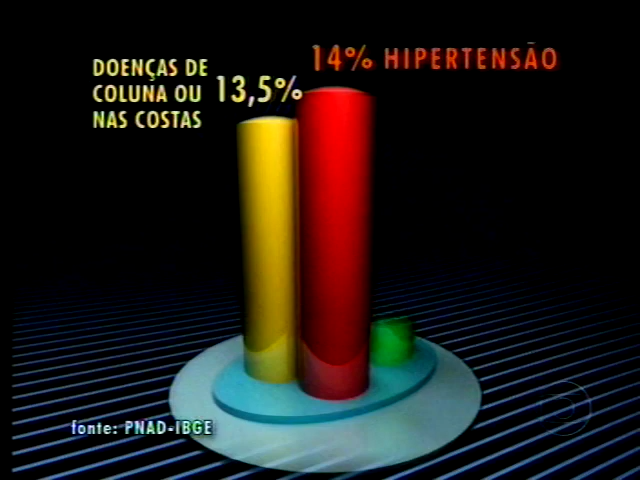 14% HIPERTENSÃO
DOENÇAS DE
COLUNA OU 13,5%
NAS COSTAS
fonte: PNAD-IBGE